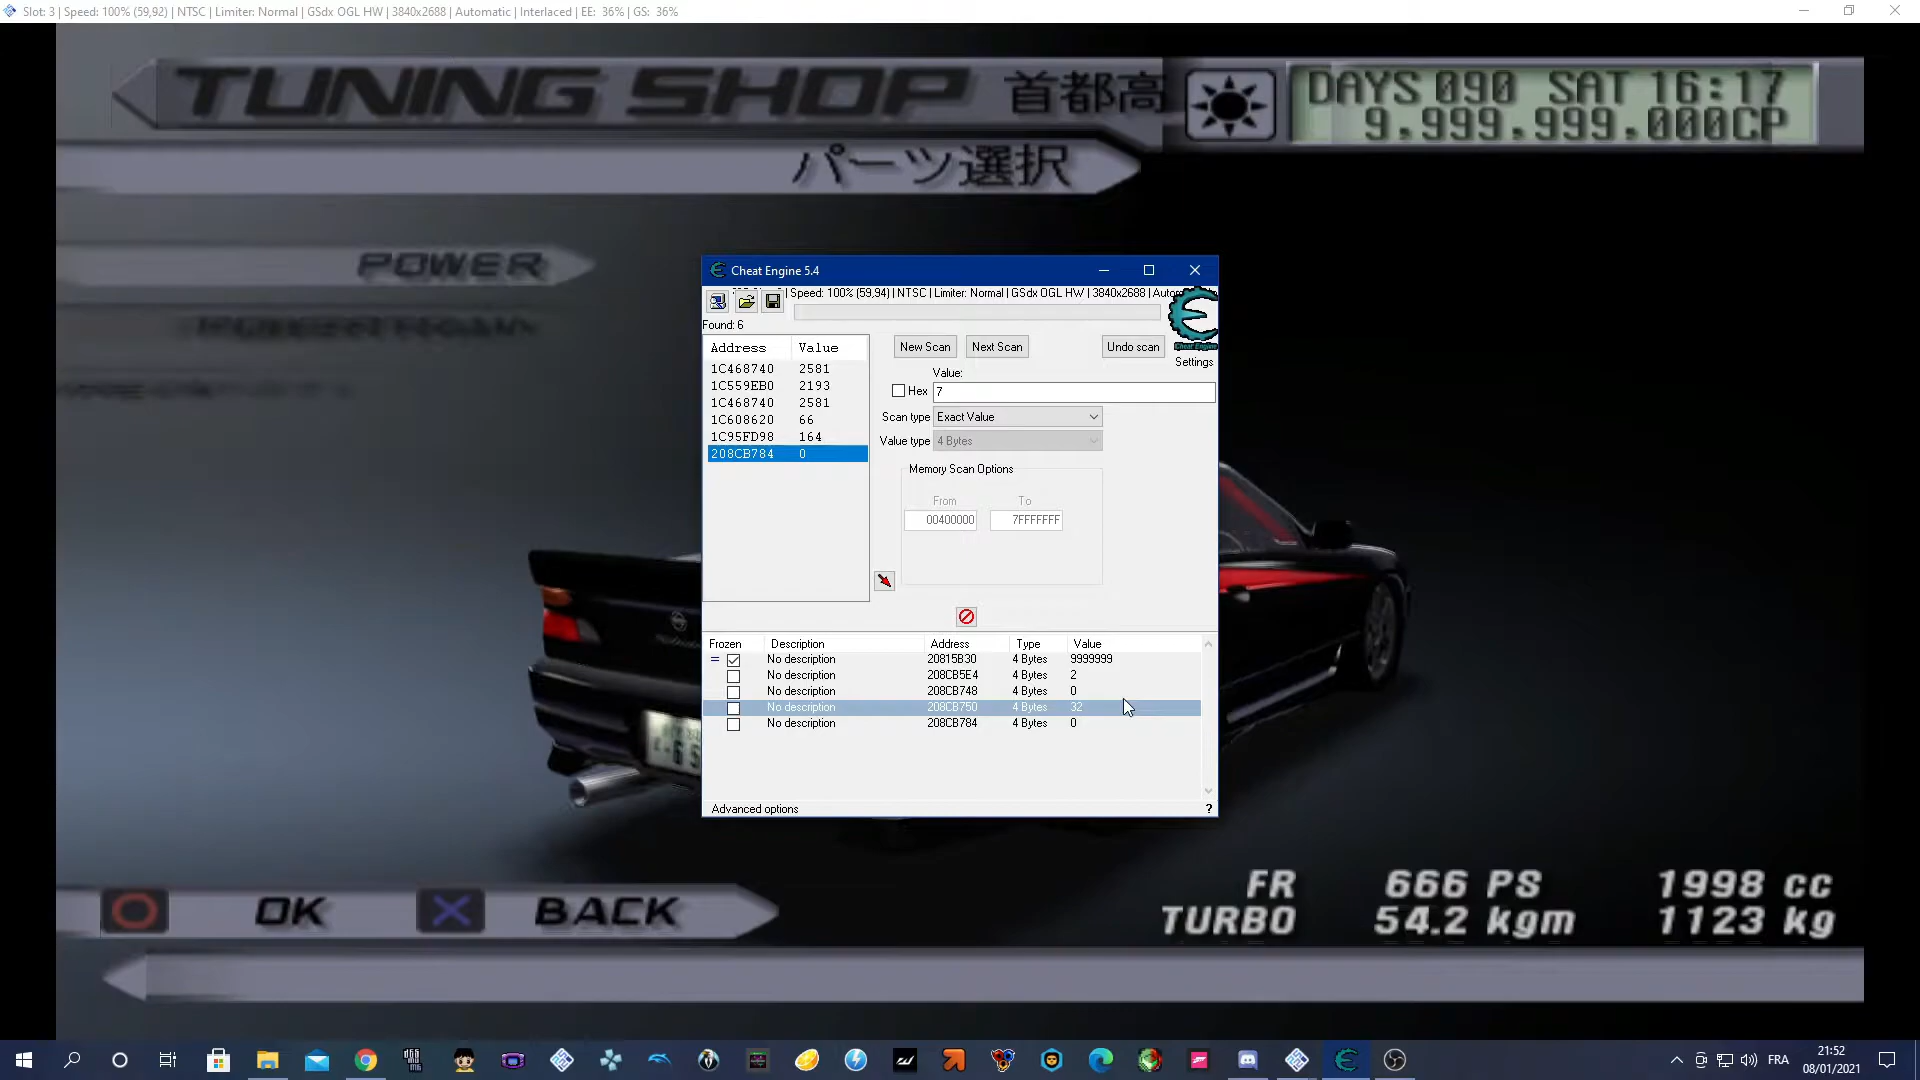 Slot: 3 | Speed: 100% (59,92) | NTSC | Limiter: Normal | GSdx OGL HW | 3840x2688 | Automatic | Interlaced | EE: 36% | GS: 36%
TUNING SHOP 首都高
DAYS 090 SAT 16:17
9.999.999.000CP
パーツ選択
POWER
Cheat Engine 5.4
| Speed: 100% (59,94) | NTSC | Limiter: Normal | GSdx OGL HW | 3840x2688 | Autom
Found: 6
Address Value
1C468740 2581
1C559EB0 2193
1C468740 2581
1C608620 66
1C95FD98 164
208CB784 0
New Scan Next Scan Undo scan
Cheat Engine
Settings
Value:
Hex 7
Scan type Exact Value
Value type 4 Bytes
Memory Scan Options
From To
00400000 7FFFFFFF
Frozen Description Address Type Value
= No description 20815B30 4 Bytes 9999999
No description 208CB5E4 4 Bytes 2
No description 208CB748 4 Bytes 0
No description 208CB750 4 Bytes 32
No description 208CB784 4 Bytes 0
Advanced options ?
FR 666 PS 1998 cc
TURBO 54.2 kgm 1123 kg
OK BACK
FRA
21:52
08/01/2021